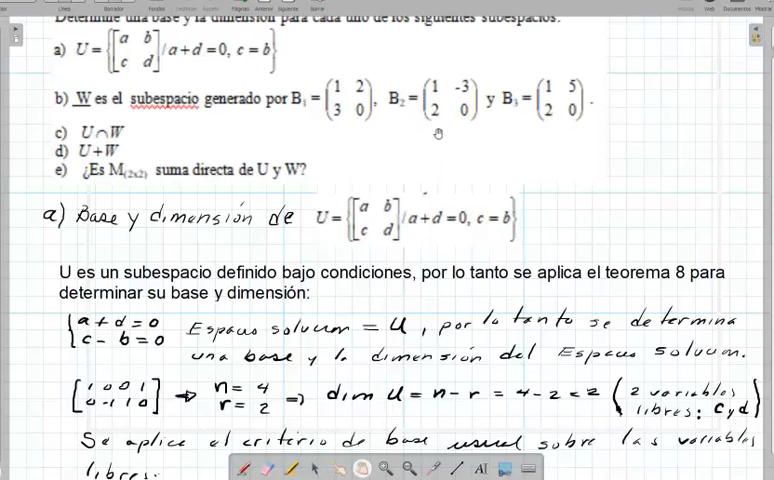 Determine una base y la dimensión para cada uno de los siguientes subespacios:
a) U = {[a b; c d] / a + d = 0, c = b}
b) W es el subespacio generado por B₁ = (1 2; 3 0), B₂ = (1 -3; 2 0) y B₃ = (1 5; 2 0) .
c) U∩W
d) U+W
e) ¿Es M(2x2) suma directa de U y W?
a) Base y dimensión de U = {[a b; c d] / a + d = 0, c = b}
U es un subespacio definido bajo condiciones, por lo tanto se aplica el teorema 8 para
determinar su base y dimensión:
{a + d = 0 Espacio solución = U, por lo tanto se determina
c - b = 0 una base y la dimensión del Espacio solución.
[1 0 0 1; 0 -1 1 0] → n = 4 r = 2 ⇒ dim U = n - r = 4 - 2 = 2 (2 variables libres: c y d)
Se aplica el criterio de base usual sobre las variables
libres: